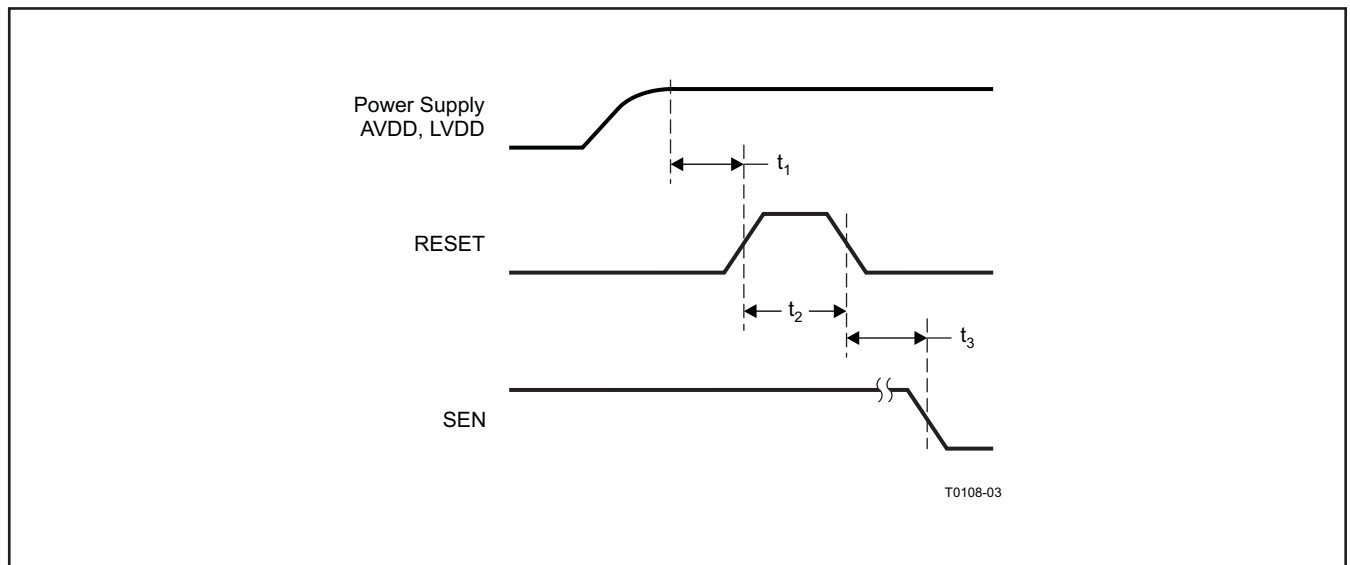 Power Supply
AVDD, LVDD
t1
RESET
t2
t3
SEN
T0108-03